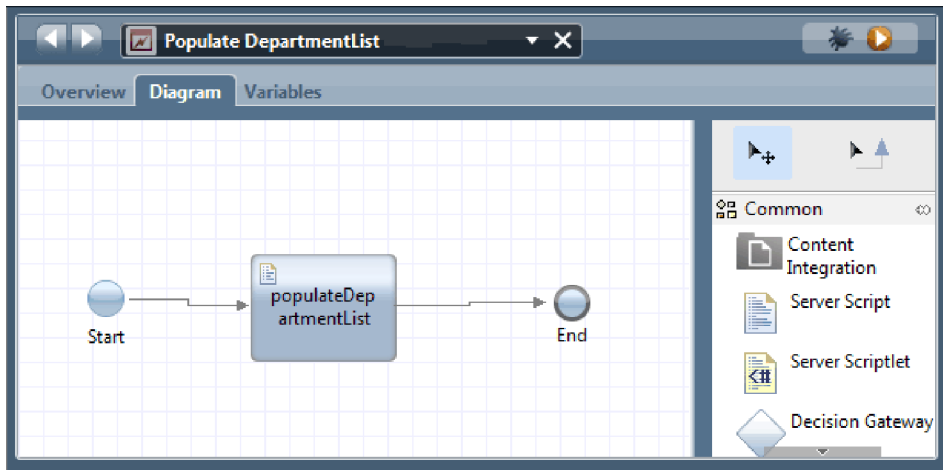 Populate DepartmentList
Overview Diagram Variables
Common
Content
Integration
Server Script
Server Scriptlet
Decision Gateway
populateDep
artmentList
Start
End